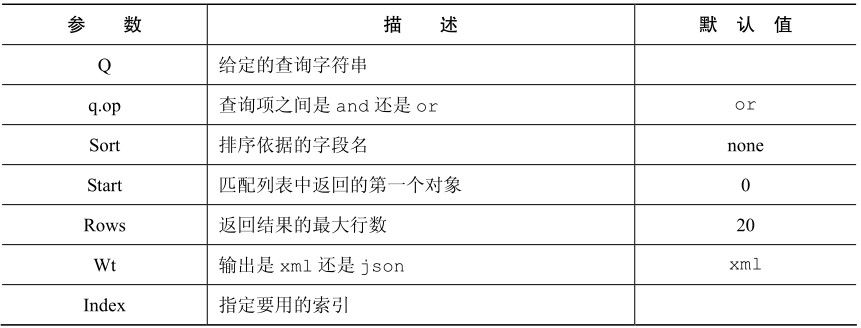 参 数 描 述 默 认 值
Q 给定的查询字符串
q.op 查询项之间是 and 还是 or or
Sort 排序依据的字段名 none
Start 匹配列表中返回的第一个对象 0
Rows 返回结果的最大行数 20
Wt 输出是 xml 还是 json xml
Index 指定要用的索引